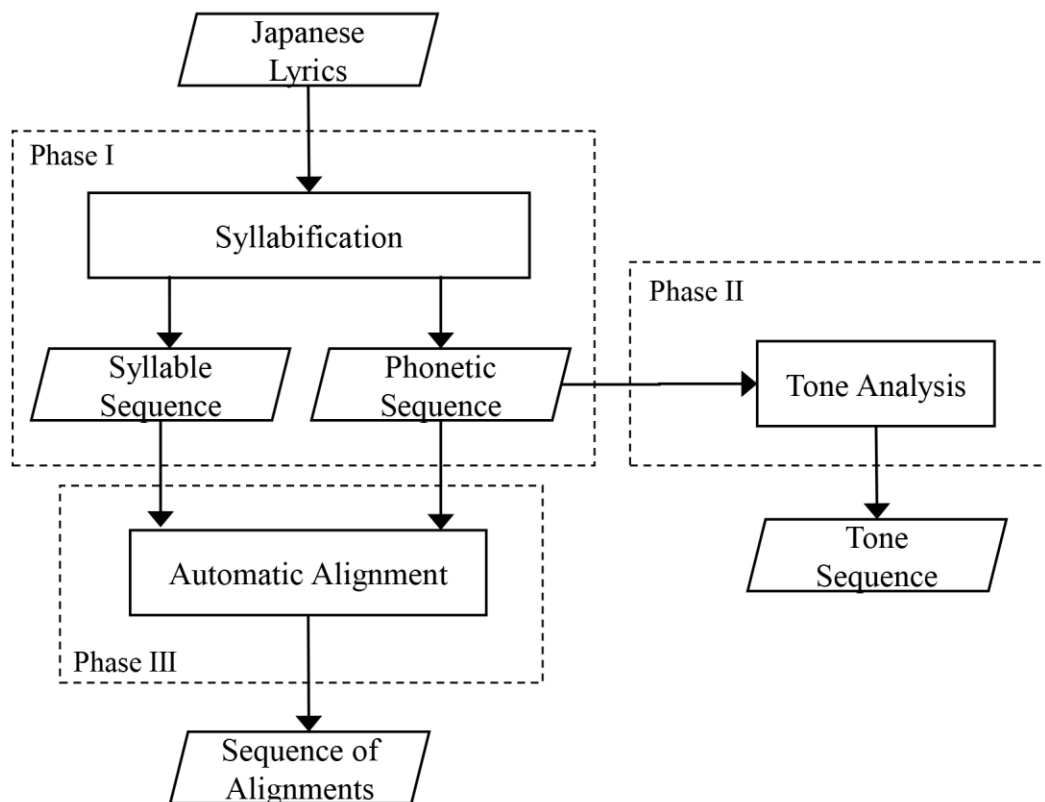 Japanese
Lyrics
Phase I
Syllabification
Phase II
Syllable
Sequence
Phonetic
Sequence
Tone Analysis
Automatic Alignment
Tone
Sequence
Phase III
Sequence of
Alignments